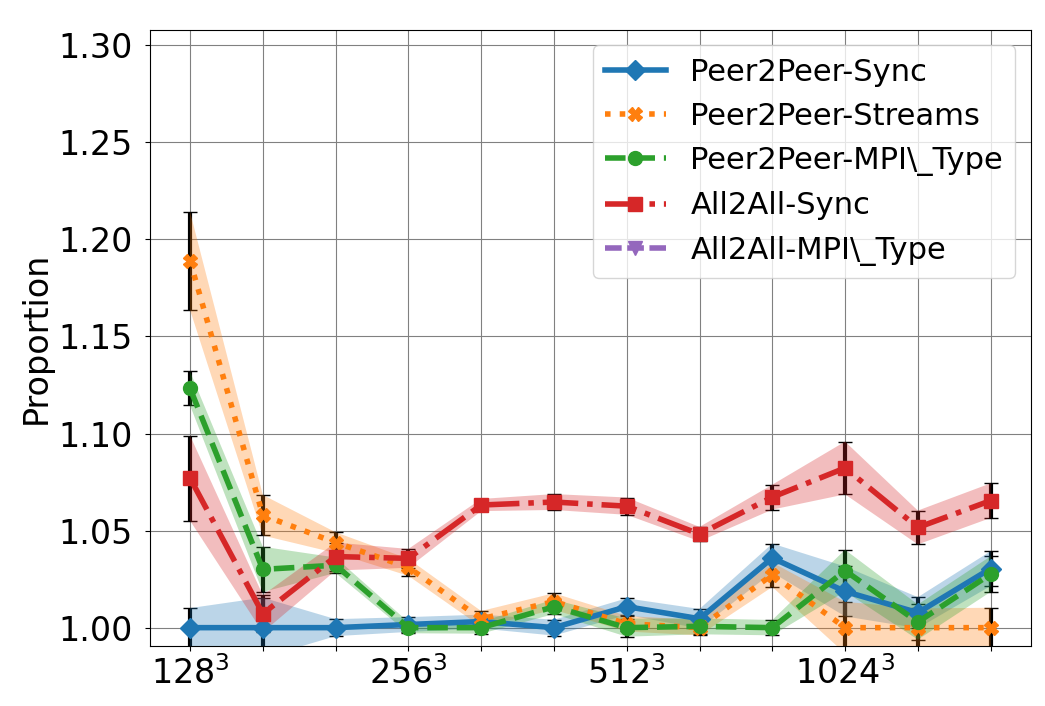 1.30
1.25
1.20
1.15
1.10
1.05
1.00
Proportion
Peer2Peer-Sync
Peer2Peer-Streams
Peer2Peer-MPI\_Type
All2All-Sync
All2All-MPI\_Type
128³ 256³ 512³ 1024³